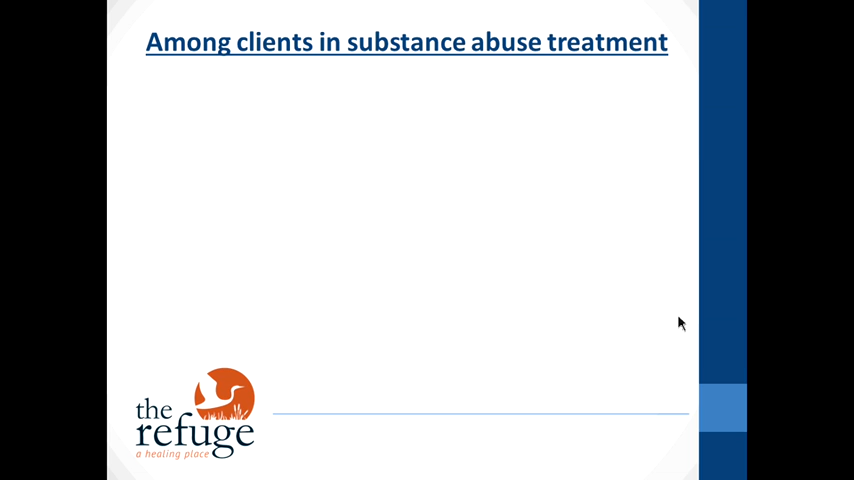 Among clients in substance abuse treatment
the
refuge
a healing place